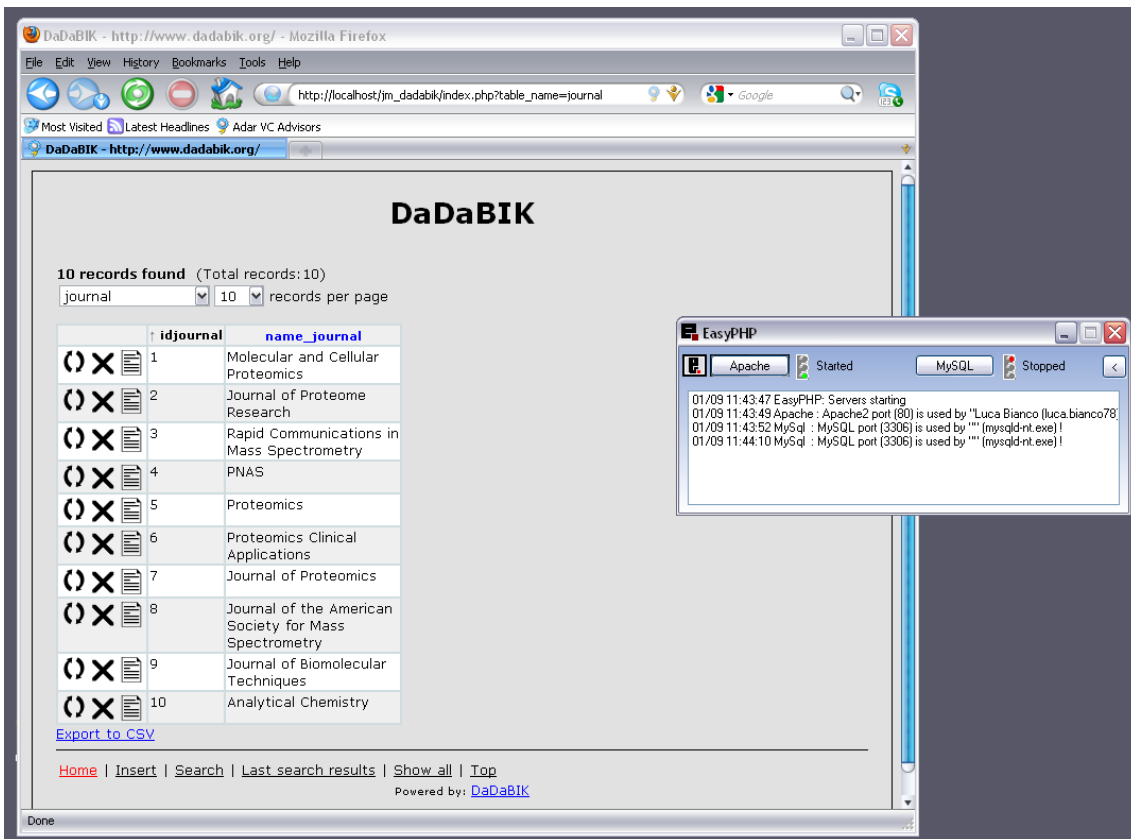 DaDaBIK - http://www.dadabik.org/ - Mozilla Firefox
File Edit View History Bookmarks Tools Help
http://localhost/jm_dadabik/index.php?table_name=journal
Google
Most Visited Latest Headlines Adar VC Advisors
DaDaBIK - http://www.dadabik.org/
DaDaBIK
10 records found (Total records:10)
journal 10 records per page
↑ idjournal name_journal
1 Molecular and Cellular
Proteomics
2 Journal of Proteome
Research
3 Rapid Communications in
Mass Spectrometry
4 PNAS
5 Proteomics
6 Proteomics Clinical
Applications
7 Journal of Proteomics
8 Journal of the American
Society for Mass
Spectrometry
9 Journal of Biomolecular
Techniques
10 Analytical Chemistry
Export to CSV
Home | Insert | Search | Last search results | Show all | Top
Powered by: DaDaBIK
Done
EasyPHP
Apache Started MySQL Stopped <
01/09 11:43:47 EasyPHP: Servers starting
01/09 11:43:49 Apache : Apache2 port (80) is used by "Luca Bianco (luca.bianco78
01/09 11:43:52 MySql : MySQL port (3306) is used by "" (mysqld-nt.exe) !
01/09 11:44:10 MySql : MySQL port (3306) is used by "" (mysqld-nt.exe) !